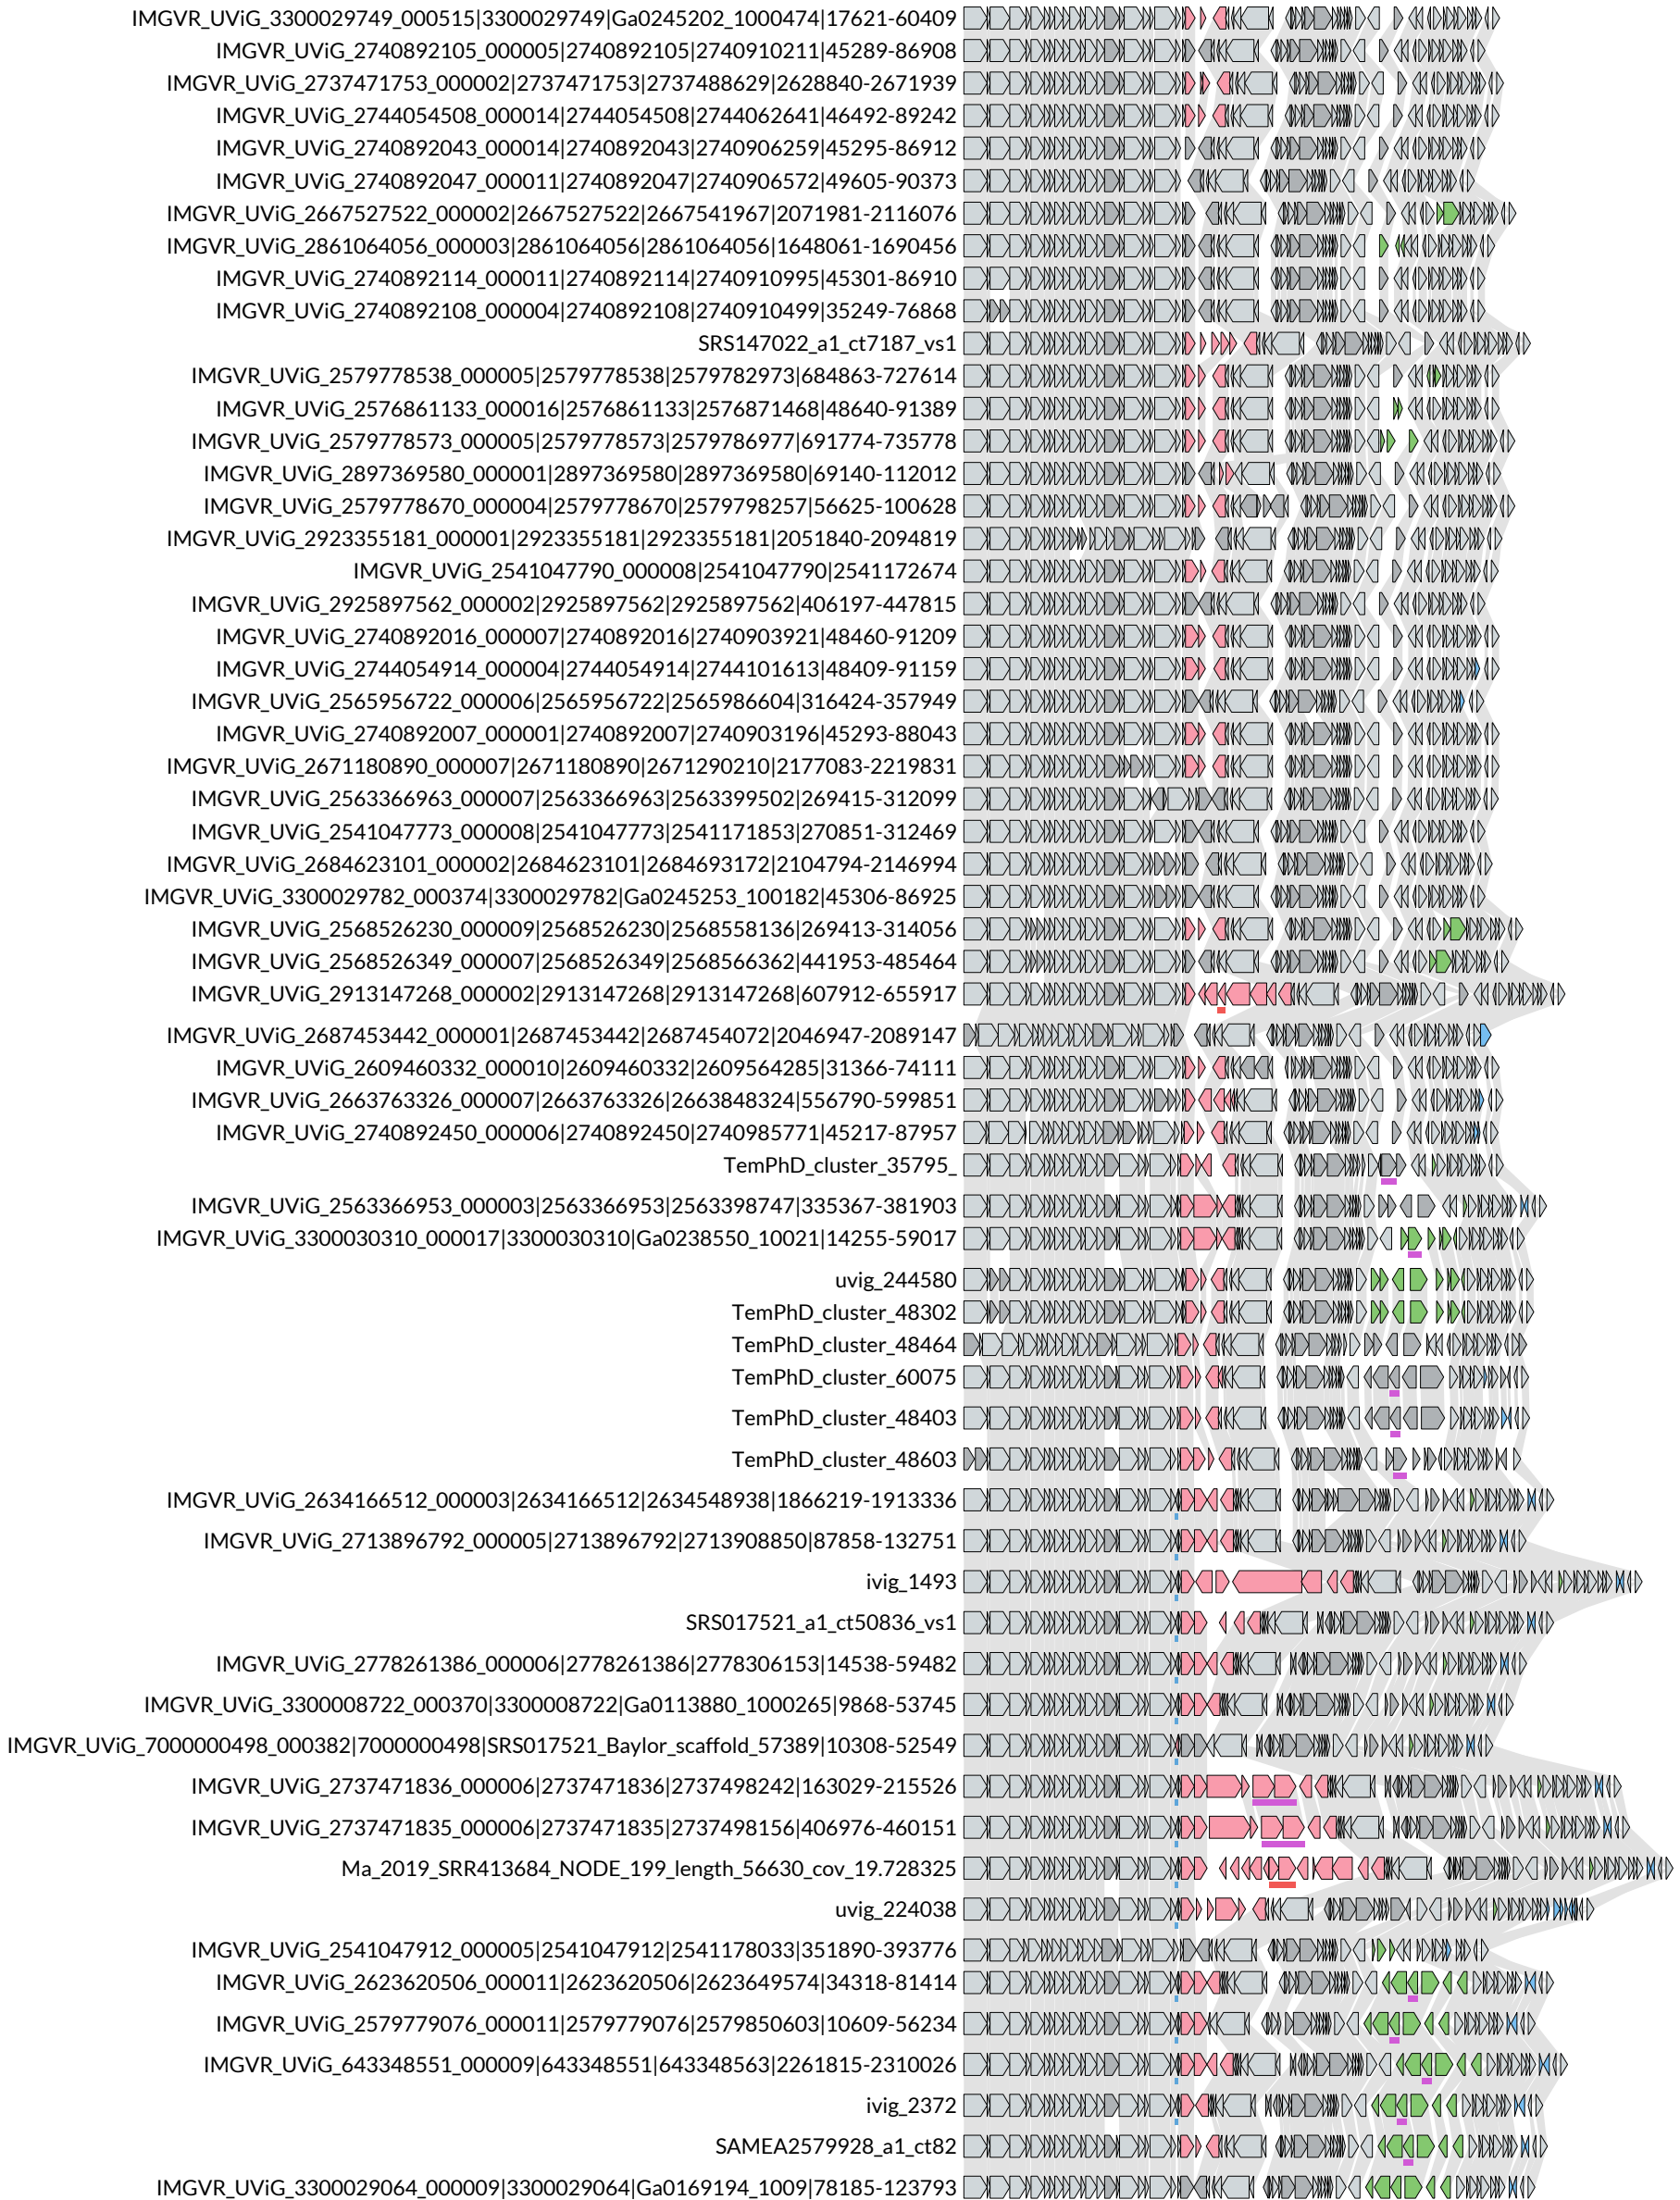 IMGVR_UViG_3300029749_000515|3300029749|Ga0245202_1000474|17621-60409
IMGVR_UViG_2740892105_000005|2740892105|2740910211|45289-86908
IMGVR_UViG_2737471753_000002|2737471753|2737488629|2628840-2671939
IMGVR_UViG_2744054508_000014|2744054508|2744062641|46492-89242
IMGVR_UViG_2740892043_000014|2740892043|2740906259|45295-86912
IMGVR_UViG_2740892047_000011|2740892047|2740906572|49605-90373
IMGVR_UViG_2667527522_000002|2667527522|2667541967|2071981-2116076
IMGVR_UViG_2861064056_000003|2861064056|2861064056|1648061-1690456
IMGVR_UViG_2740892114_000011|2740892114|2740910995|45301-86910
IMGVR_UViG_2740892108_000004|2740892108|2740910499|35249-76868
SRS147022_a1_ct7187_vs1
IMGVR_UViG_2579778538_000005|2579778538|2579782973|684863-727614
IMGVR_UViG_2576861133_000016|2576861133|2576871468|48640-91389
IMGVR_UViG_2579778573_000005|2579778573|2579786977|691774-735778
IMGVR_UViG_2897369580_000001|2897369580|2897369580|69140-112012
IMGVR_UViG_2579778670_000004|2579778670|2579798257|56625-100628
IMGVR_UViG_2923355181_000001|2923355181|2923355181|2051840-2094819
IMGVR_UViG_2541047790_000008|2541047790|2541172674
IMGVR_UViG_2925897562_000002|2925897562|2925897562|406197-447815
IMGVR_UViG_2740892016_000007|2740892016|2740903921|48460-91209
IMGVR_UViG_2744054914_000004|2744054914|2744101613|48409-91159
IMGVR_UViG_2565956722_000006|2565956722|2565986604|316424-357949
IMGVR_UViG_2740892007_000001|2740892007|2740903196|45293-88043
IMGVR_UViG_2671180890_000007|2671180890|2671290210|2177083-2219831
IMGVR_UViG_2563366963_000007|2563366963|2563399502|269415-312099
IMGVR_UViG_2541047773_000008|2541047773|2541171853|270851-312469
IMGVR_UViG_2684623101_000002|2684623101|2684693172|2104794-2146994
IMGVR_UViG_3300029782_000374|3300029782|Ga0245253_100182|45306-86925
IMGVR_UViG_2568526230_000009|2568526230|2568558136|269413-314056
IMGVR_UViG_2568526349_000007|2568526349|2568566362|441953-485464
IMGVR_UViG_2913147268_000002|2913147268|2913147268|607912-655917
IMGVR_UViG_2687453442_000001|2687453442|2687454072|2046947-2089147
IMGVR_UViG_2609460332_000010|2609460332|2609564285|31366-74111
IMGVR_UViG_2663763326_000007|2663763326|2663848324|556790-599851
IMGVR_UViG_2740892450_000006|2740892450|2740985771|45217-87957
TemPhD_cluster_35795_
IMGVR_UViG_2563366953_000003|2563366953|2563398747|335367-381903
IMGVR_UViG_3300030310_000017|3300030310|Ga0238550_10021|14255-59017
uvig_244580
TemPhD_cluster_48302
TemPhD_cluster_48464
TemPhD_cluster_60075
TemPhD_cluster_48403
TemPhD_cluster_48603
IMGVR_UViG_2634166512_000003|2634166512|2634548938|1866219-1913336
IMGVR_UViG_2713896792_000005|2713896792|2713908850|87858-132751
ivig_1493
SRS017521_a1_ct50836_vs1
IMGVR_UViG_2778261386_000006|2778261386|2778306153|14538-59482
IMGVR_UViG_3300008722_000370|3300008722|Ga0113880_1000265|9868-53745
IMGVR_UViG_7000000498_000382|7000000498|SRS017521_Baylor_scaffold_57389|10308-52549
IMGVR_UViG_2737471836_000006|2737471836|2737498242|163029-215526
IMGVR_UViG_2737471835_000006|2737471835|2737498156|406976-460151
Ma_2019_SRR413684_NODE_199_length_56630_cov_19.728325
uvig_224038
IMGVR_UViG_2541047912_000005|2541047912|2541178033|351890-393776
IMGVR_UViG_2623620506_000011|2623620506|2623649574|34318-81414
IMGVR_UViG_2579779076_000011|2579779076|2579850603|10609-56234
IMGVR_UViG_643348551_000009|643348551|643348563|2261815-2310026
ivig_2372
SAMEA2579928_a1_ct82
IMGVR_UViG_3300029064_000009|3300029064|Ga0169194_1009|78185-123793